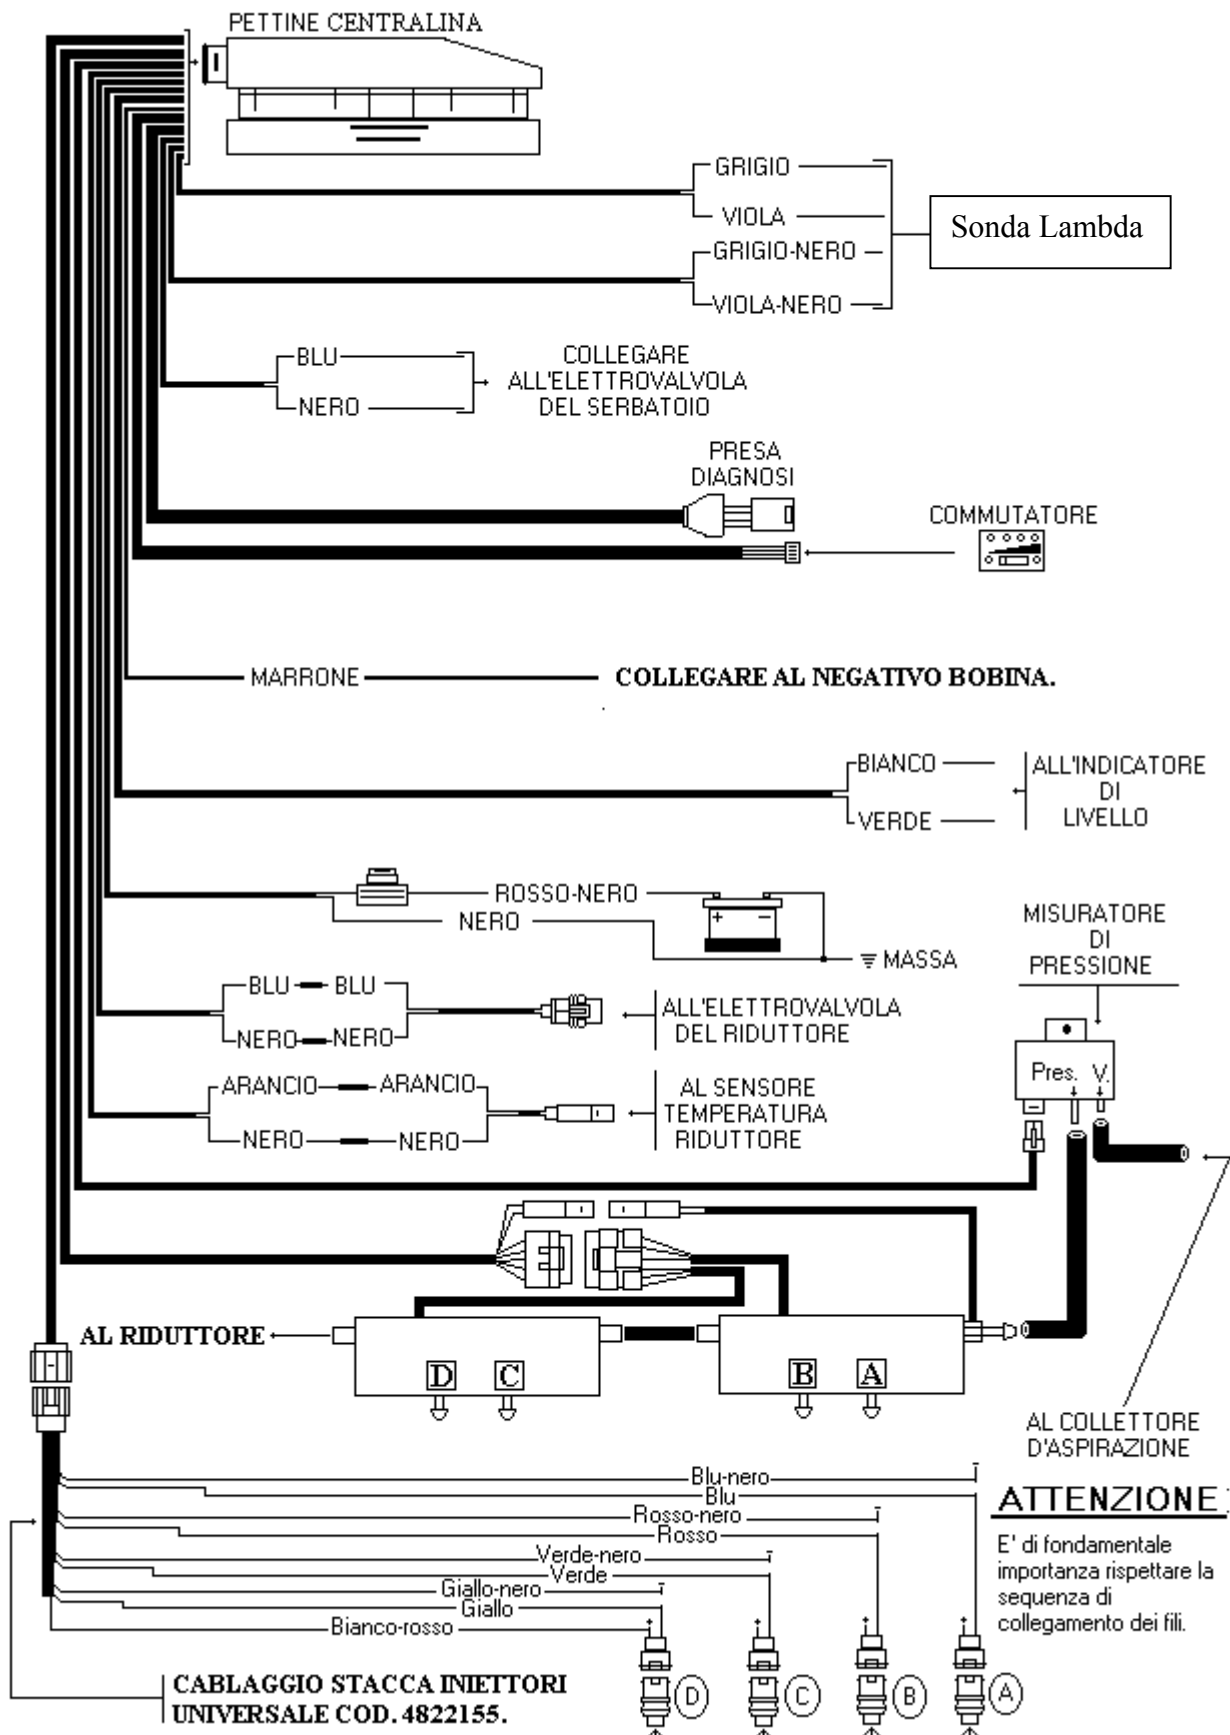 PETTINE CENTRALINA
GRIGIO
VIOLA
GRIGIO-NERO
VIOLA-NERO
Sonda Lambda
BLU
NERO
COLLEGARE
ALL'ELETTROVALVOLA
DEL SERBATOIO
PRESA
DIAGNOSI
COMMUTATORE
MARRONE
COLLEGARE AL NEGATIVO BOBINA.
BIANCO
VERDE
ALL'INDICATORE
DI
LIVELLO
ROSSO-NERO
NERO
+ −
MASSA
MISURATORE
DI
PRESSIONE
BLU BLU
NERO NERO
ALL'ELETTROVALVOLA
DEL RIDUTTORE
Pres. V.
ARANCIO ARANCIO
NERO NERO
AL SENSORE
TEMPERATURA
RIDUTTORE
AL RIDUTTORE
D C B A
AL COLLETTORE
D'ASPIRAZIONE
Blu-nero
Blu
Rosso-nero
Rosso
Verde-nero
Verde
Giallo-nero
Giallo
Bianco-rosso
ATTENZIONE:
E' di fondamentale
importanza rispettare la
sequenza di
collegamento dei fili.
D C B A
CABLAGGIO STACCA INIETTORI
UNIVERSALE COD. 4822155.